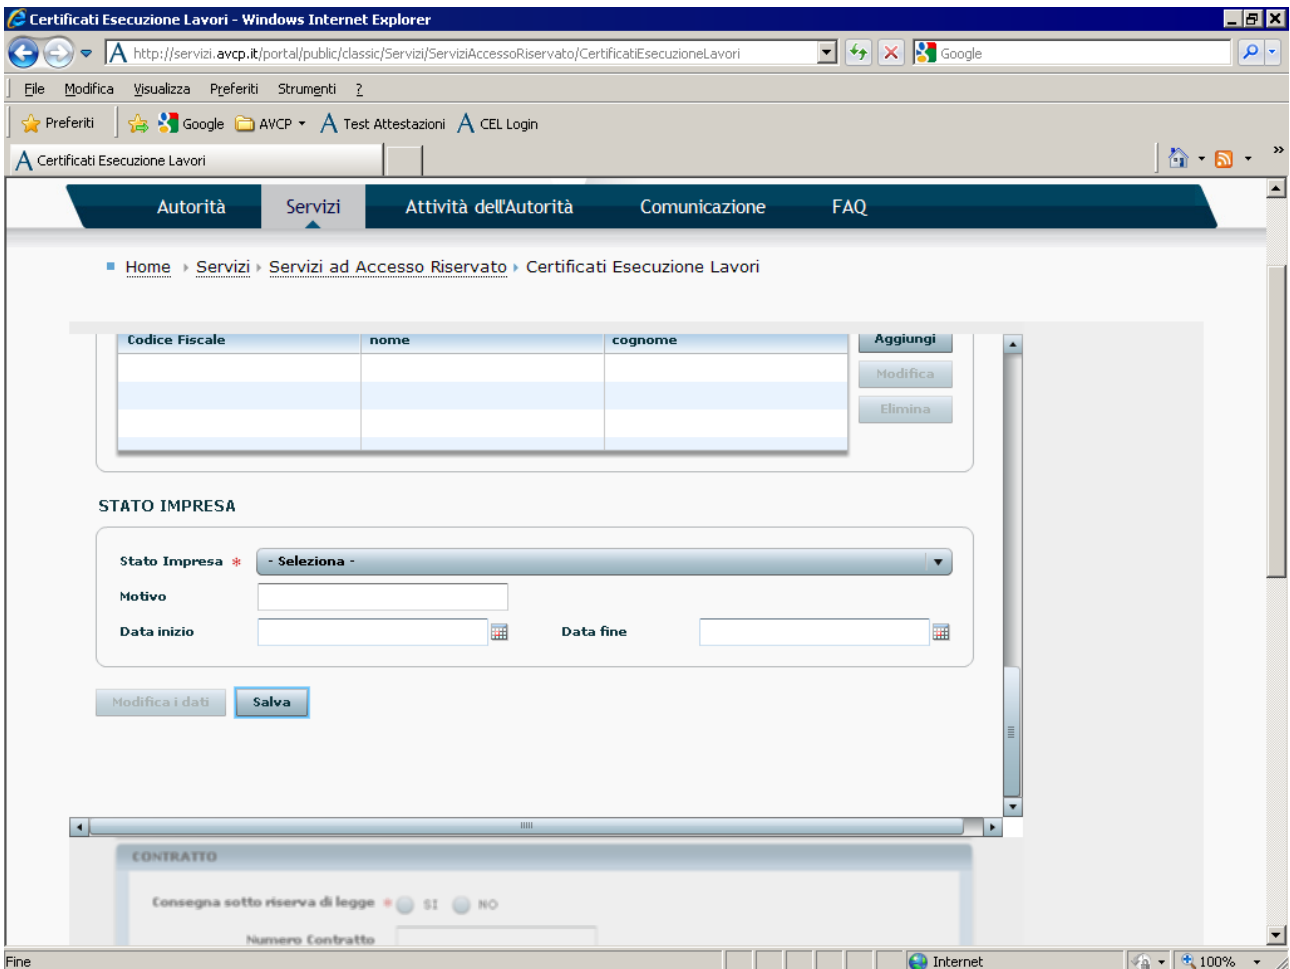 Certificati Esecuzione Lavori - Windows Internet Explorer
http://servizi.avcp.it/portal/public/classic/Servizi/ServiziAccessoRiservato/CertificatiEsecuzioneLavori
Google
File Modifica Visualizza Preferiti Strumenti ?
Preferiti Google AVCP Test Attestazioni CEL Login
Certificati Esecuzione Lavori
Autorità Servizi Attività dell'Autorità Comunicazione FAQ
Home Servizi Servizi ad Accesso Riservato Certificati Esecuzione Lavori
Codice Fiscale nome cognome Aggiungi
Modifica
Elimina
STATO IMPRESA
Stato Impresa * - Seleziona -
Motivo
Data inizio Data fine
Modifica i dati Salva
CONTRATTO
Consegna sotto riserva di legge * SI NO
Numero Contratto
Fine Internet 100%